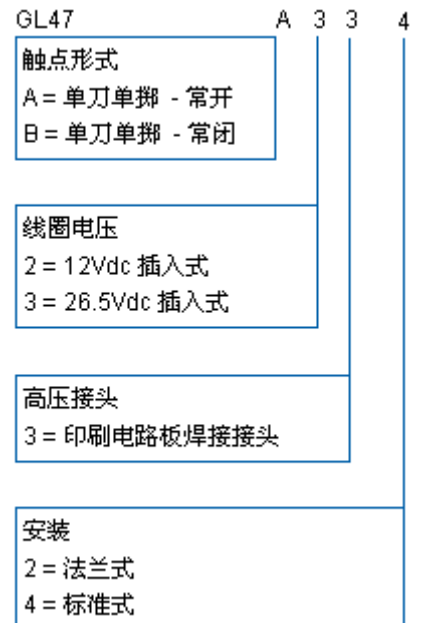 GL47 A 3 3 4
触点形式
A = 单刀单掷 - 常开
B = 单刀单掷 - 常闭
线圈电压
2 = 12Vdc 插入式
3 = 26.5Vdc 插入式
高压接头
3 = 印刷电路板焊接接头
安装
2 = 法兰式
4 = 标准式